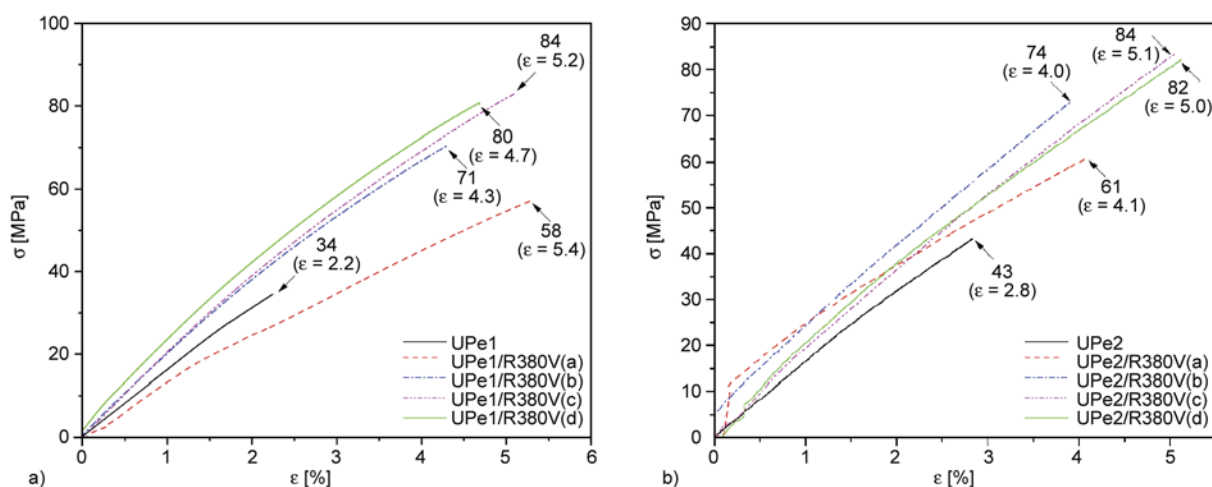 100
80
60
40
20
0
σ [MPa]
84
(ε = 5.2)
80
(ε = 4.7)
71
(ε = 4.3)
58
(ε = 5.4)
34
(ε = 2.2)
UPe1
UPe1/R380V(a)
UPe1/R380V(b)
UPe1/R380V(c)
UPe1/R380V(d)
0 1 2 3 4 5 6
a) ε [%]
90
80
70
60
50
40
30
20
10
0
σ [MPa]
74
(ε = 4.0)
84
(ε = 5.1)
82
(ε = 5.0)
61
(ε = 4.1)
43
(ε = 2.8)
UPe2
UPe2/R380V(a)
UPe2/R380V(b)
UPe2/R380V(c)
UPe2/R380V(d)
0 1 2 3 4 5
b) ε [%]